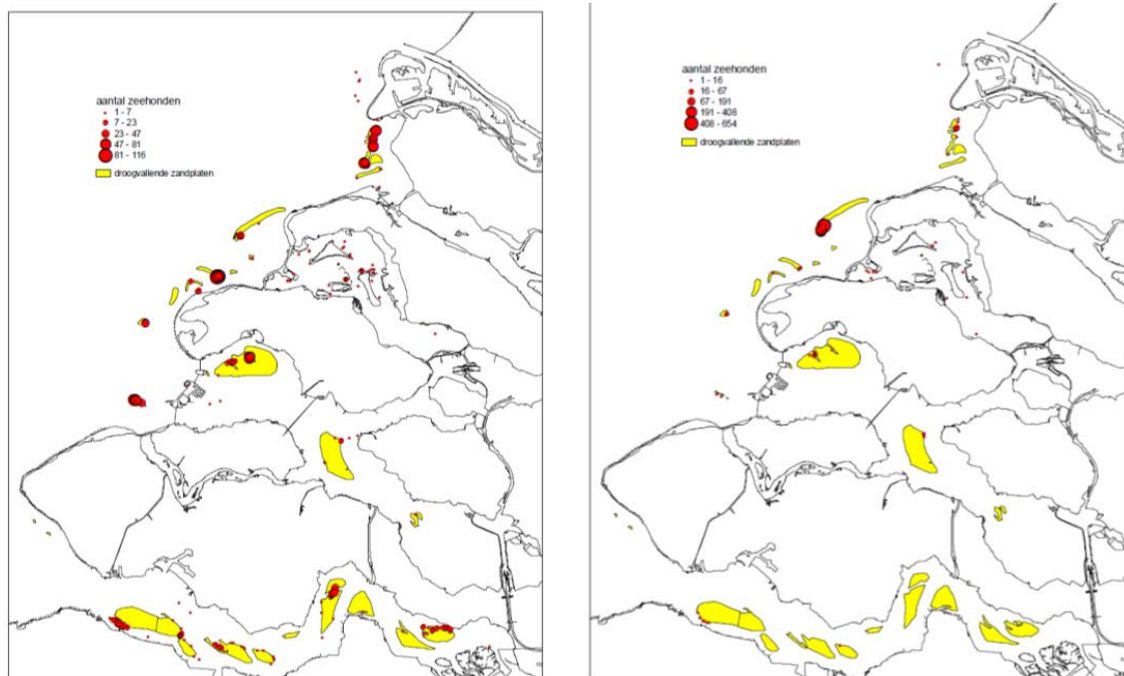 aantal zeehonden
1 - 7
7 - 23
23 - 47
47 - 81
81 - 116
droogvallende zandplaten
aantal zeehonden
1 - 16
16 - 67
67 - 191
191 - 408
408 - 654
droogvallende zandplaten